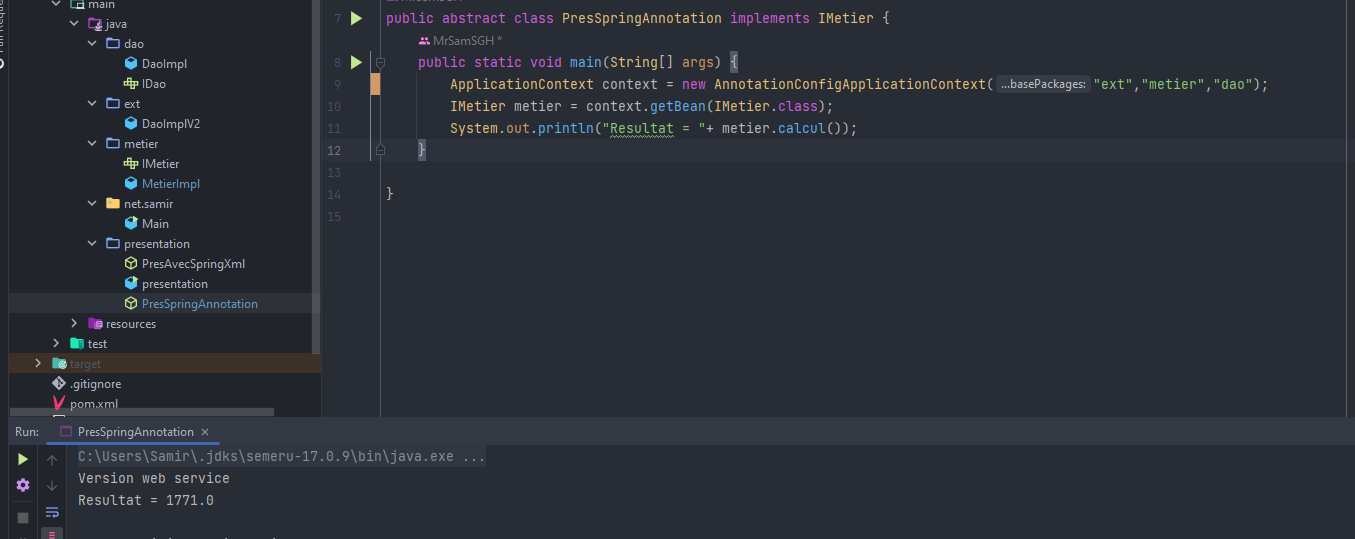 main
java
dao
DaoImpl
IDao
ext
DaoImplV2
metier
IMetier
MetierImpl
net.samir
Main
presentation
PresAvecSpringXml
presentation
PresSpringAnnotation
resources
test
target
.gitignore
pom.xml
7 public abstract class PresSpringAnnotation implements IMetier {
MrSamSGH *
8 public static void main(String[] args) {
9 ApplicationContext context = new AnnotationConfigApplicationContext( ...basePackages: "ext","metier","dao");
10 IMetier metier = context.getBean(IMetier.class);
11 System.out.println("Resultat = "+ metier.calcul());
12 }
13
14 }
15
Run: PresSpringAnnotation ×
C:\Users\Samir\.jdks\semeru-17.0.9\bin\java.exe ...
Version web service
Resultat = 1771.0